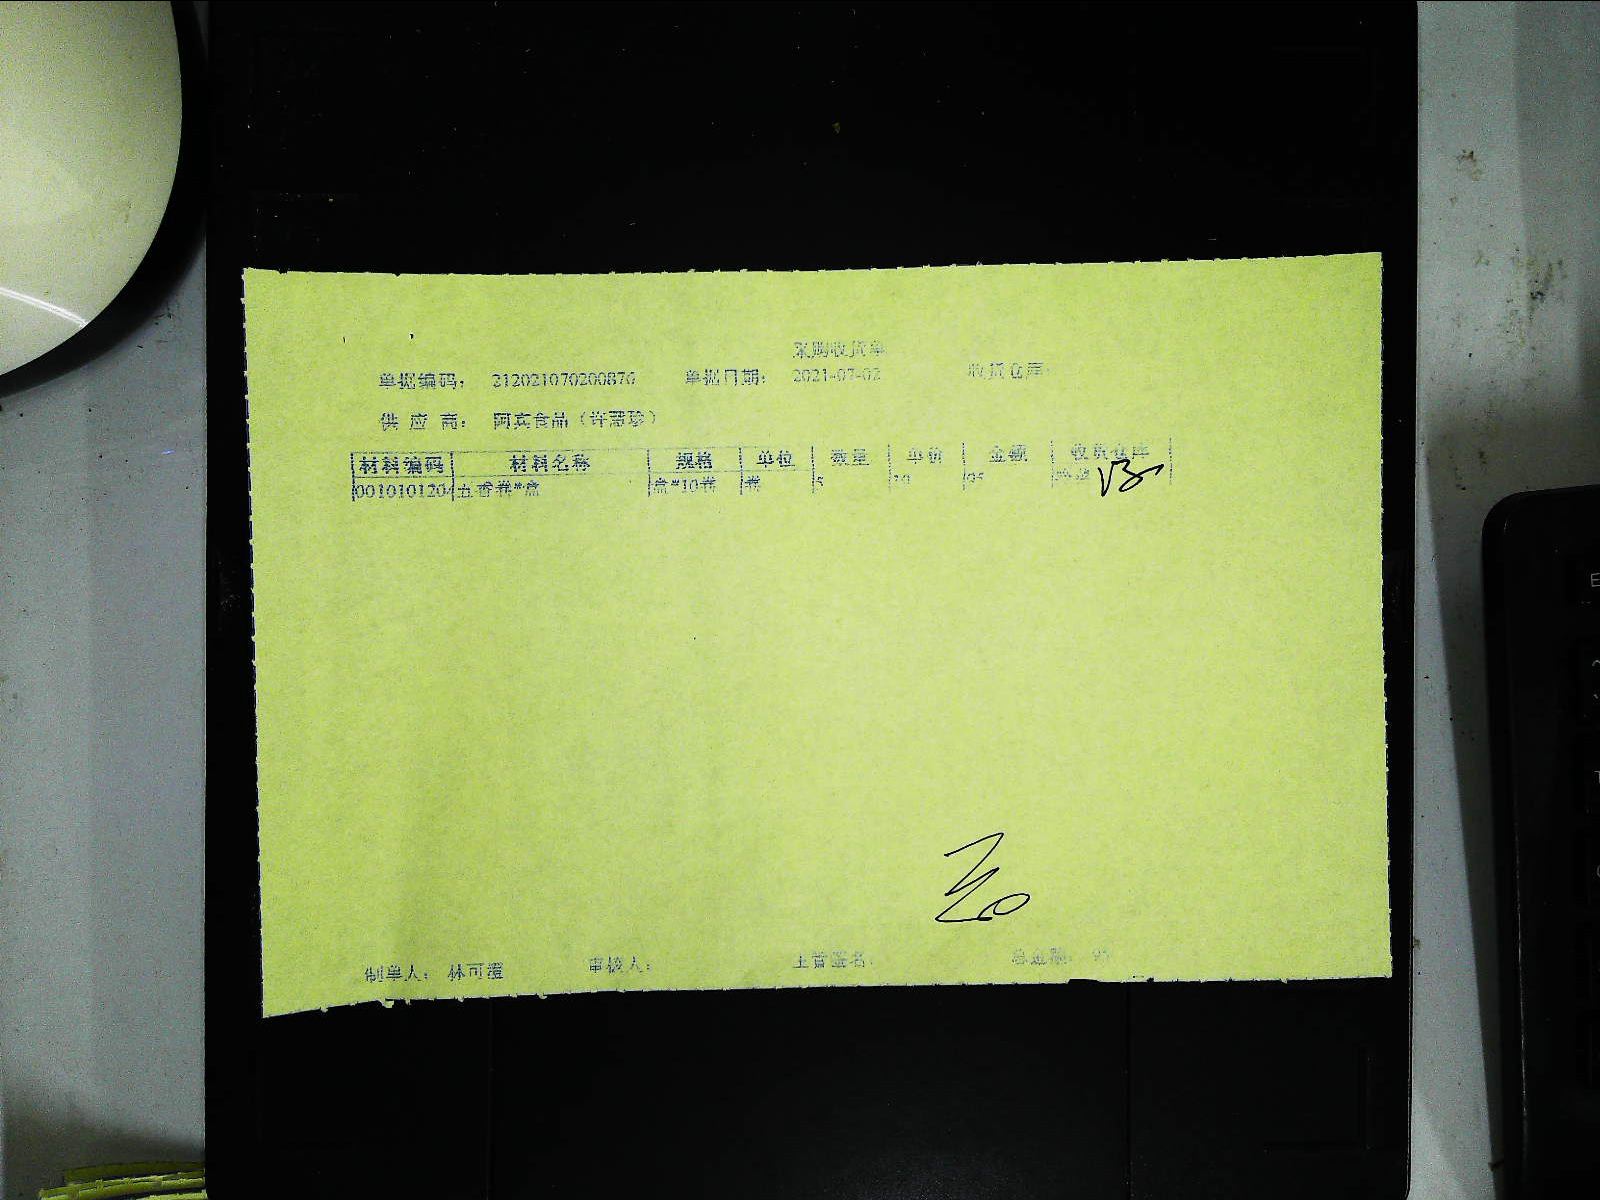 采购收货单
单据编码： 212021070200876 单据日期： 2021-07-02 收货仓库：
供 应 商： 阿宾食品（许慧珍）
材料编码 材料名称 规格 单位 数量 单价 金额 收货仓库
0010101204 五香卷*盒 盒*10卷 卷 5 95
制单人： 林可 审核人： 主管签名： 总金额： 95